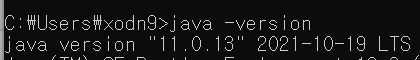 C:₩Users₩xodn9>java -version
java version "11.0.13" 2021-10-19 LTS